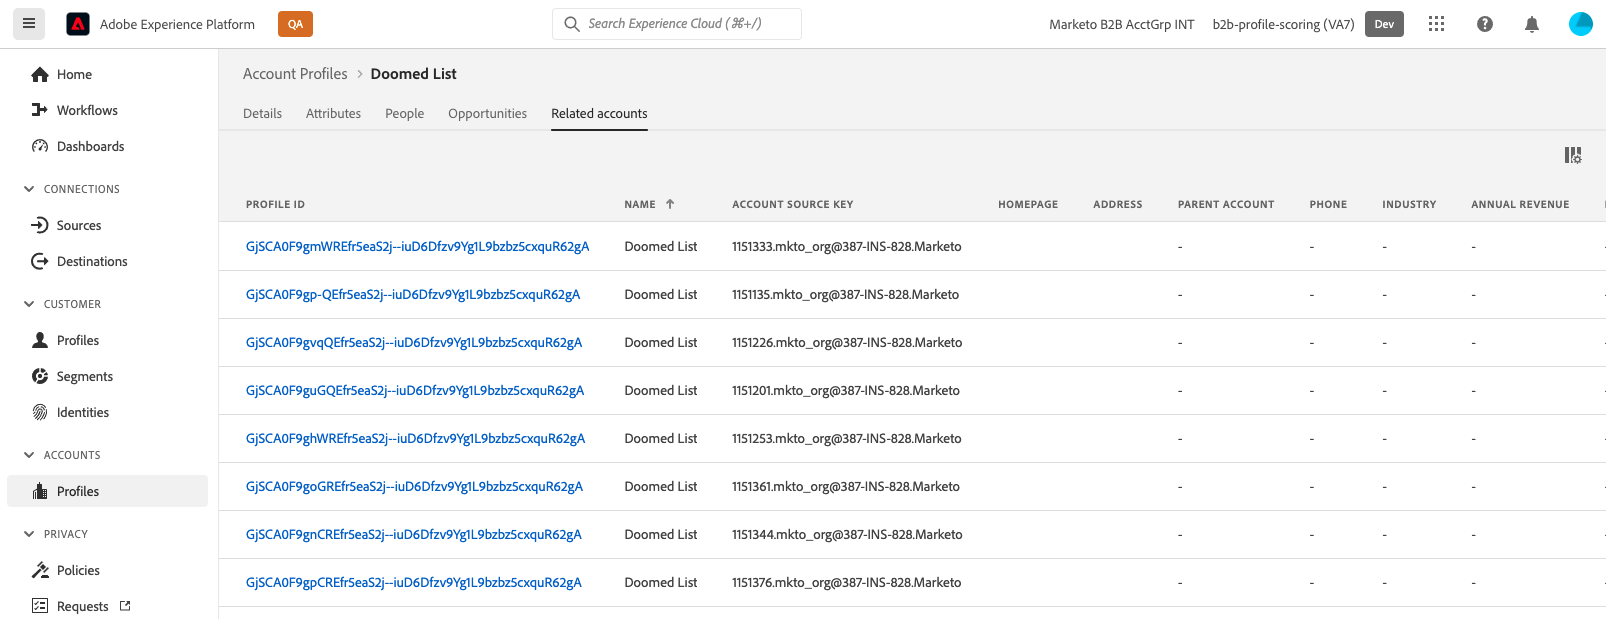 Adobe Experience Platform QA Search Experience Cloud (⌘+/) Marketo B2B AcctGrp INT b2b-profile-scoring (VA7) Dev
Home
Workflows
Dashboards
CONNECTIONS
Sources
Destinations
CUSTOMER
Profiles
Segments
Identities
ACCOUNTS
Profiles
PRIVACY
Policies
Requests
Account Profiles > Doomed List
Details Attributes People Opportunities Related accounts
PROFILE ID NAME ACCOUNT SOURCE KEY HOMEPAGE ADDRESS PARENT ACCOUNT PHONE INDUSTRY ANNUAL REVENUE
GjSCA0F9gmWREfr5eaS2j--iuD6Dfzv9Yg1L9bzbz5cxquR62gA Doomed List 1151333.mkto_org@387-INS-828.Marketo - - - -
GjSCA0F9gp-QEfr5eaS2j--iuD6Dfzv9Yg1L9bzbz5cxquR62gA Doomed List 1151135.mkto_org@387-INS-828.Marketo - - - -
GjSCA0F9gvqQEfr5eaS2j--iuD6Dfzv9Yg1L9bzbz5cxquR62gA Doomed List 1151226.mkto_org@387-INS-828.Marketo - - - -
GjSCA0F9guGQEfr5eaS2j--iuD6Dfzv9Yg1L9bzbz5cxquR62gA Doomed List 1151201.mkto_org@387-INS-828.Marketo - - - -
GjSCA0F9ghWREfr5eaS2j--iuD6Dfzv9Yg1L9bzbz5cxquR62gA Doomed List 1151253.mkto_org@387-INS-828.Marketo - - - -
GjSCA0F9goGREfr5eaS2j--iuD6Dfzv9Yg1L9bzbz5cxquR62gA Doomed List 1151361.mkto_org@387-INS-828.Marketo - - - -
GjSCA0F9gnCREfr5eaS2j--iuD6Dfzv9Yg1L9bzbz5cxquR62gA Doomed List 1151344.mkto_org@387-INS-828.Marketo - - - -
GjSCA0F9gpCREfr5eaS2j--iuD6Dfzv9Yg1L9bzbz5cxquR62gA Doomed List 1151376.mkto_org@387-INS-828.Marketo - - - -